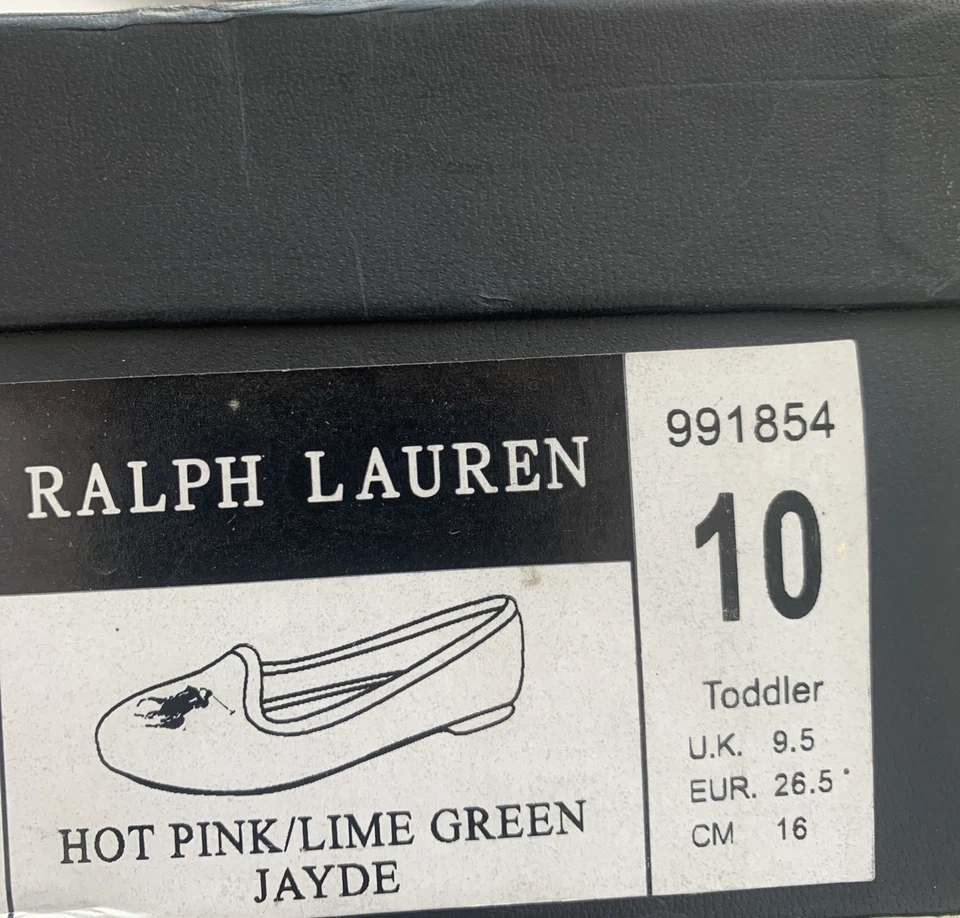 RALPH LAUREN
HOT PINK/LIME GREEN
JAYDE
991854
10
Toddler
U.K. 9.5
EUR. 26.5
CM 16